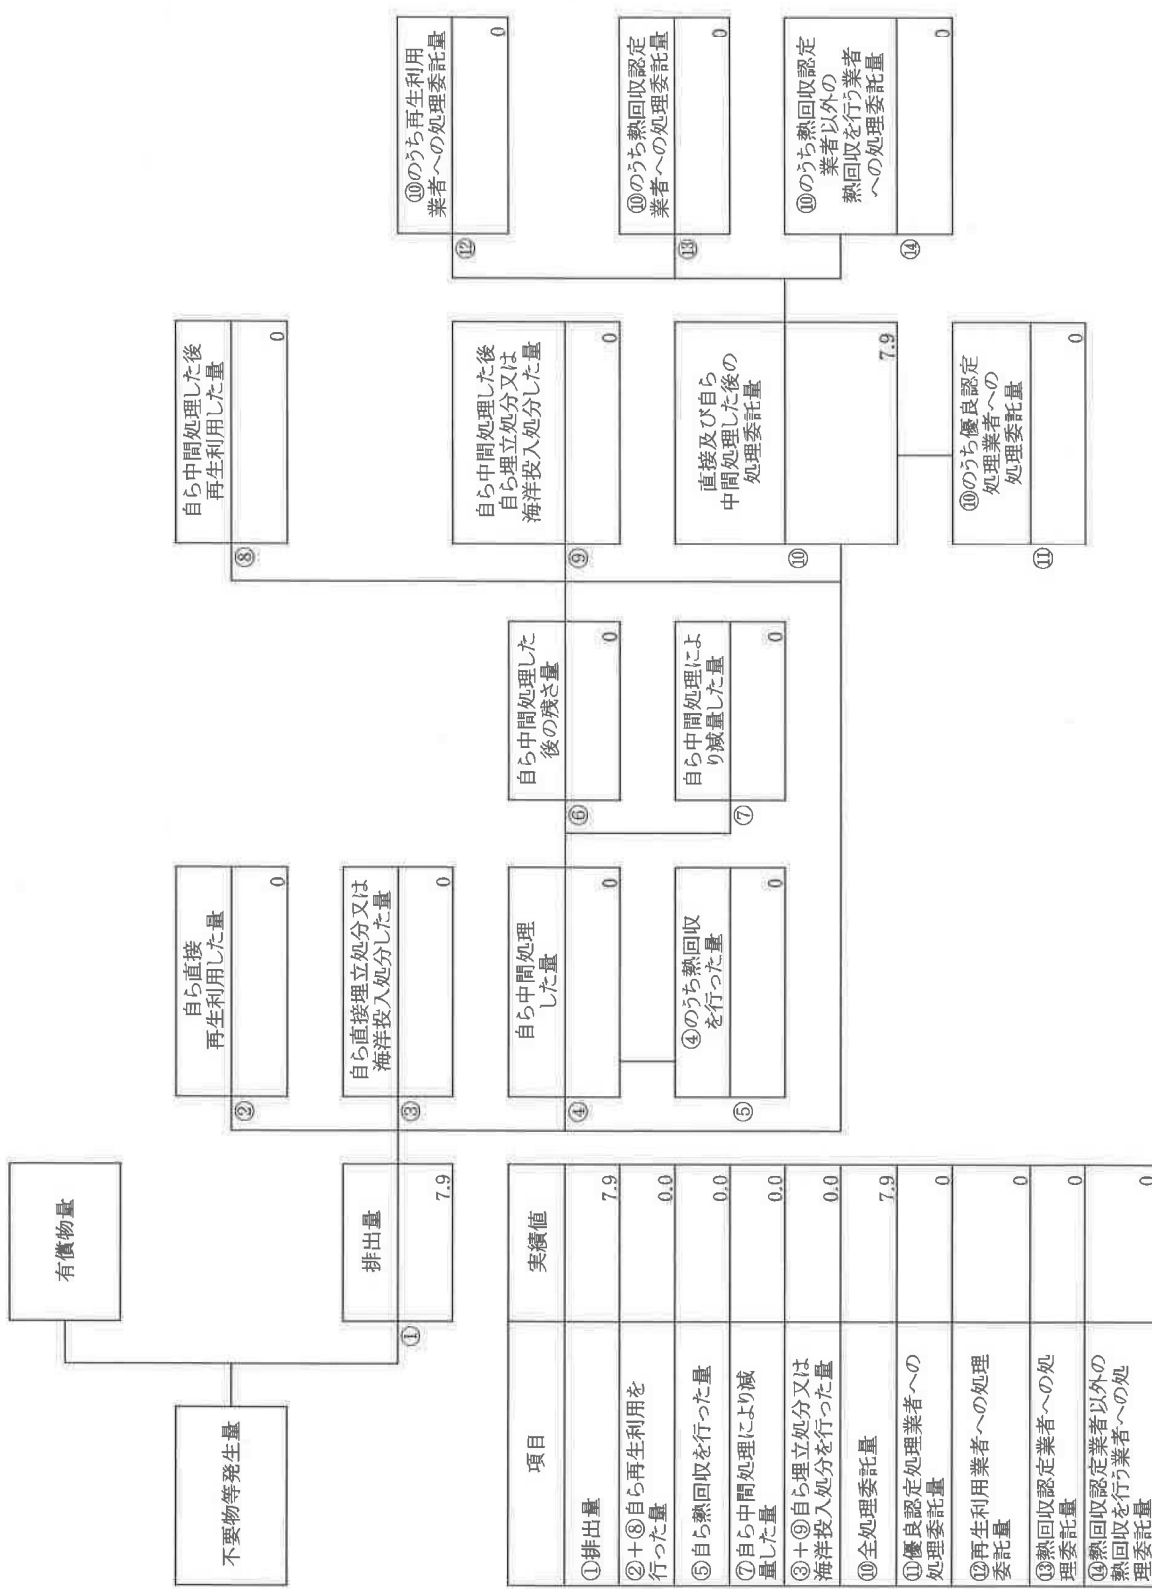 不要物等発生量
有償物量
排出量
①
7.9
自ら直接
再生利用した量
②
0
自ら直接埋立処分又は
海洋投入処分した量
③
0
自ら中間処理
した量
④
0
④のうち熱回収
を行った量
⑤
0
自ら中間処理した
後の残さ量
⑥
0
自ら中間処理によ
り減量した量
⑦
0
自ら中間処理した後
再生利用した量
⑧
0
自ら中間処理した後
自ら埋立処分又は
海洋投入処分した量
⑨
0
直接及び自ら
中間処理した後の
処理委託量
⑩
7.9
⑩のうち優良認定
処理業者への
処理委託量
⑪
0
⑩のうち再生利用
業者への処理委託量
⑫
0
⑩のうち熱回収認定
業者への処理委託量
⑬
0
⑩のうち熱回収認定
業者以外の
熱回収を行う業者
への処理委託量
⑭
0
項目 実績値
①排出量 7.9
②+⑧自ら再生利用を
行った量 0.0
⑤自ら熱回収を行った量 0.0
⑦自ら中間処理により減
量した量 0.0
③+⑨自ら埋立処分又は
海洋投入処分を行った量 0.0
⑩全処理委託量 7.9
⑪優良認定処理業者への
処理委託量 0
⑫再生利用業者への処理
委託量 0
⑬熱回収認定業者への処
理委託量 0
⑭熱回収認定業者以外の
熱回収を行う業者への処
理委託量 0